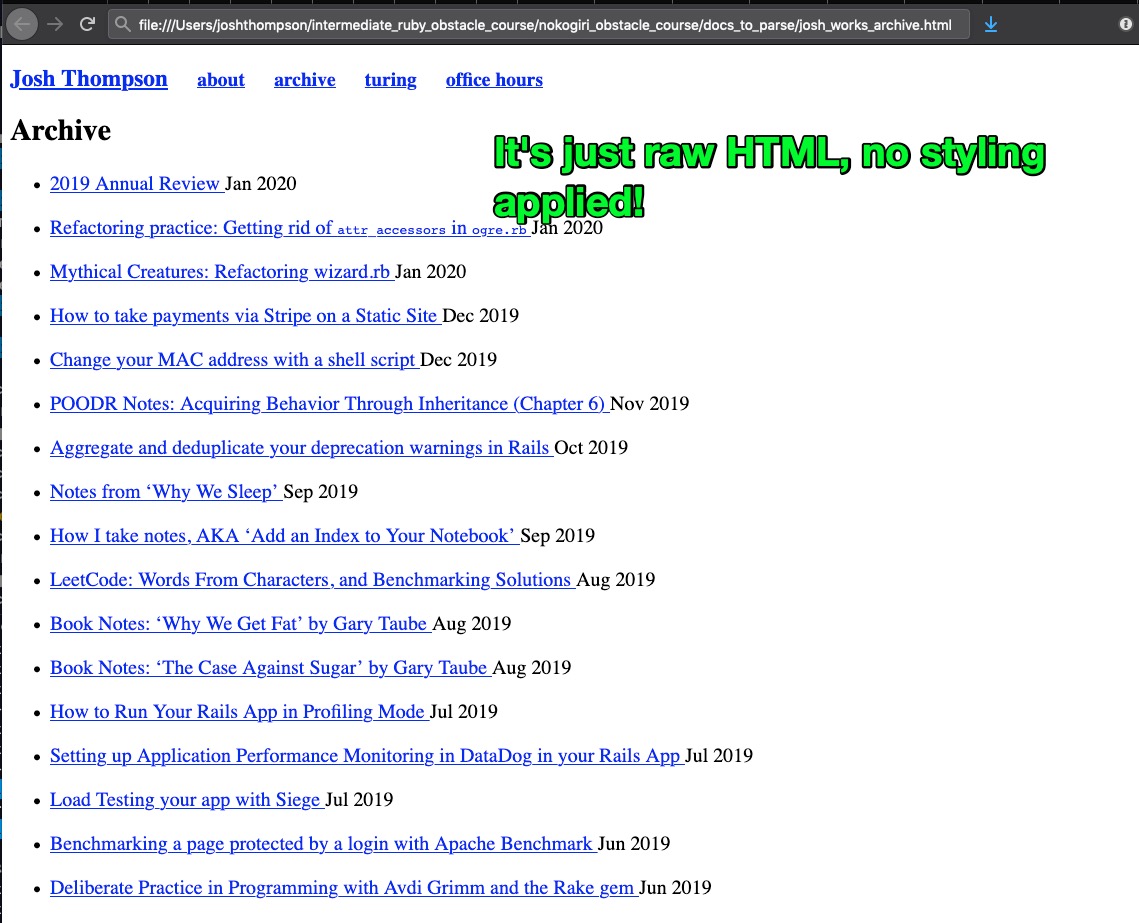 file:///Users/joshthompson/intermediate_ruby_obstacle_course/nokogiri_obstacle_course/docs_to_parse/josh_works_archive.html
Josh Thompson about archive turing office hours
Archive
It's just raw HTML, no styling
applied!
2019 Annual Review Jan 2020
Refactoring practice: Getting rid of attr_accessors in ogre.rb Jan 2020
Mythical Creatures: Refactoring wizard.rb Jan 2020
How to take payments via Stripe on a Static Site Dec 2019
Change your MAC address with a shell script Dec 2019
POODR Notes: Acquiring Behavior Through Inheritance (Chapter 6) Nov 2019
Aggregate and deduplicate your deprecation warnings in Rails Oct 2019
Notes from ‘Why We Sleep’ Sep 2019
How I take notes, AKA ‘Add an Index to Your Notebook’ Sep 2019
LeetCode: Words From Characters, and Benchmarking Solutions Aug 2019
Book Notes: ‘Why We Get Fat’ by Gary Taube Aug 2019
Book Notes: ‘The Case Against Sugar’ by Gary Taube Aug 2019
How to Run Your Rails App in Profiling Mode Jul 2019
Setting up Application Performance Monitoring in DataDog in your Rails App Jul 2019
Load Testing your app with Siege Jul 2019
Benchmarking a page protected by a login with Apache Benchmark Jun 2019
Deliberate Practice in Programming with Avdi Grimm and the Rake gem Jun 2019